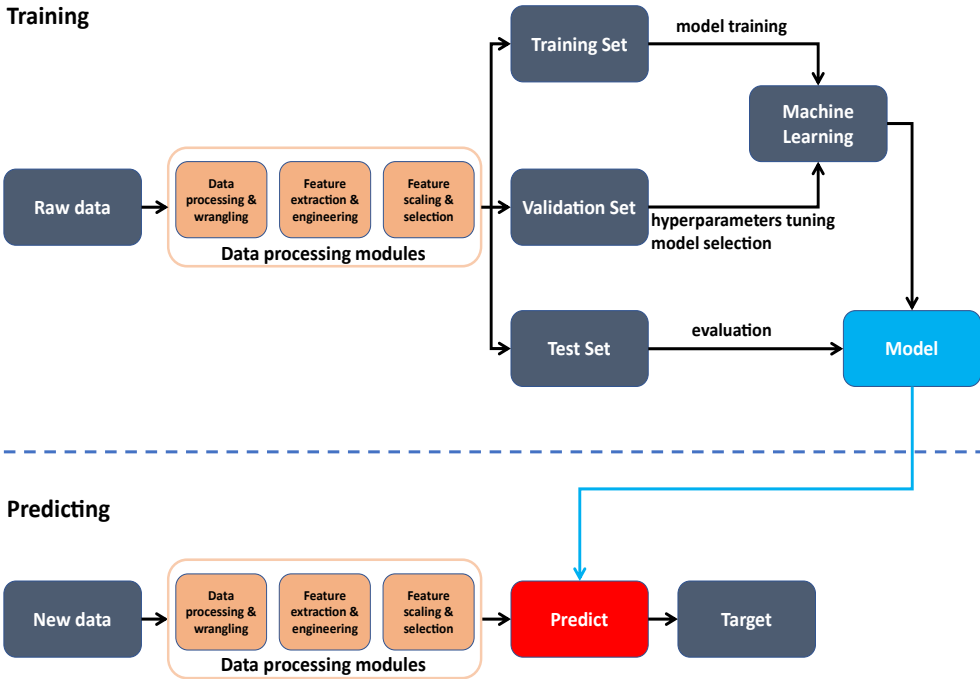 Training
Training Set
model training
Machine
Learning
Raw data
Data
processing &
wrangling
Feature
extraction &
engineering
Feature
scaling &
selection
Data processing modules
Validation Set
hyperparameters tuning
model selection
Test Set
evaluation
Model
Predicting
New data
Data
processing &
wrangling
Feature
extraction &
engineering
Feature
scaling &
selection
Data processing modules
Predict
Target